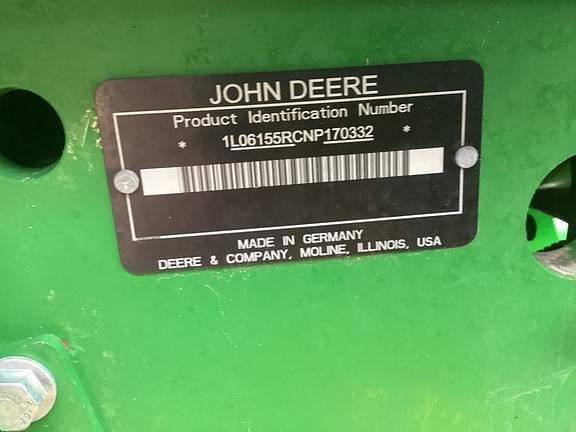 JOHN DEERE
Product Identification Number
* 1L06155RCNP170332 *
MADE IN GERMANY
DEERE & COMPANY, MOLINE, ILLINOIS, USA